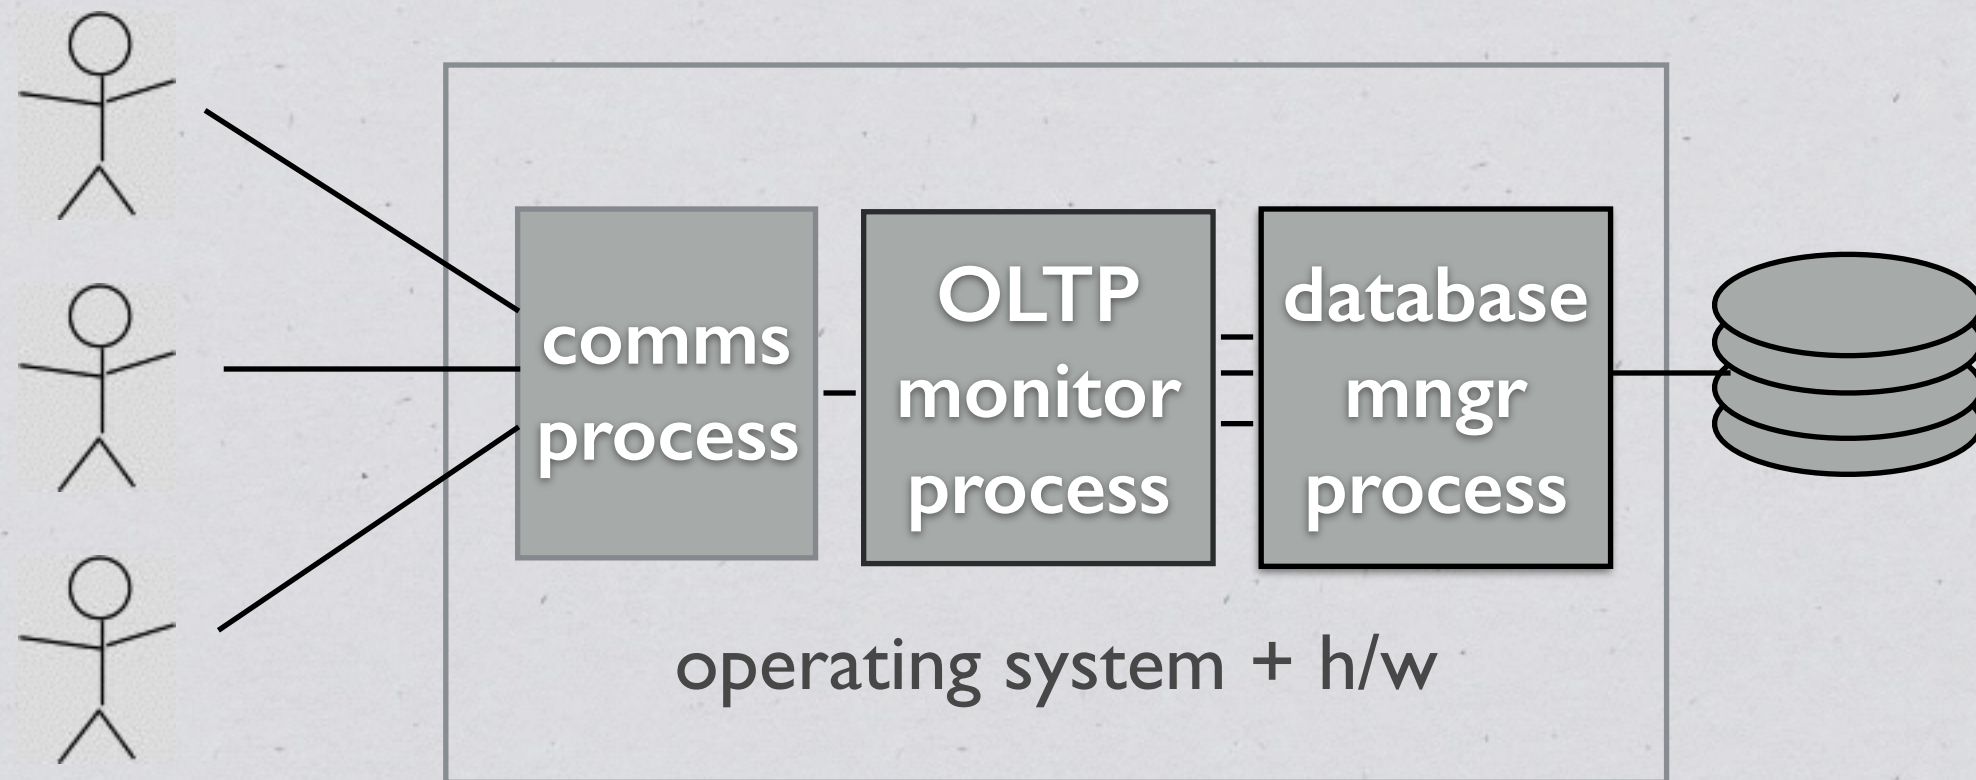 comms
process
OLTP
monitor
process
database
mngr
process
operating system + h/w